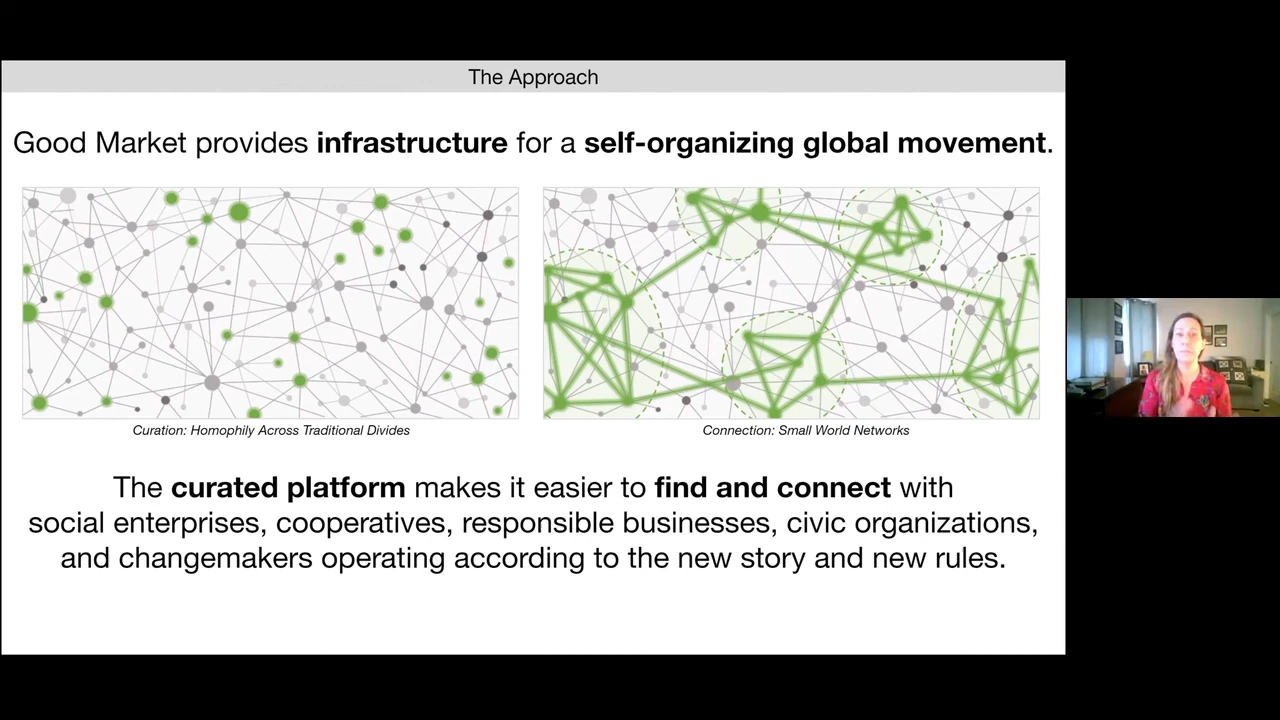 The Approach
Good Market provides infrastructure for a self-organizing global movement.
Curation: Homophily Across Traditional Divides
Connection: Small World Networks
The curated platform makes it easier to find and connect with
social enterprises, cooperatives, responsible businesses, civic organizations,
and changemakers operating according to the new story and new rules.